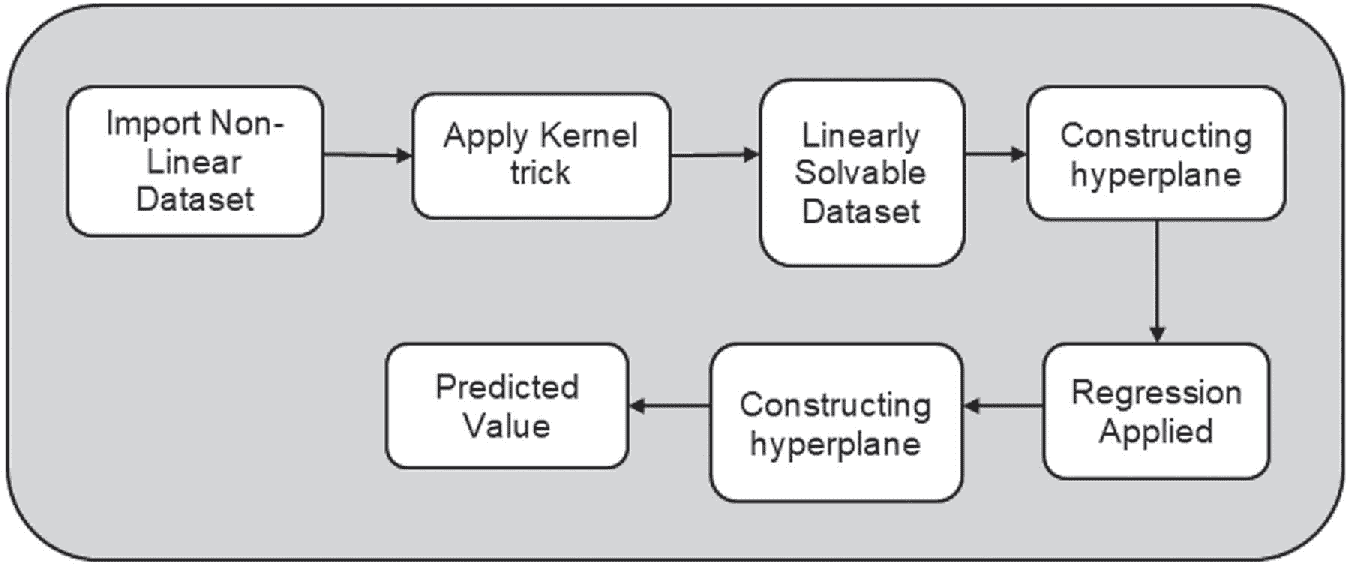 Import Non-
Linear
Dataset
Apply Kernel
trick
Linearly
Solvable
Dataset
Constructing
hyperplane
Regression
Applied
Constructing
hyperplane
Predicted
Value